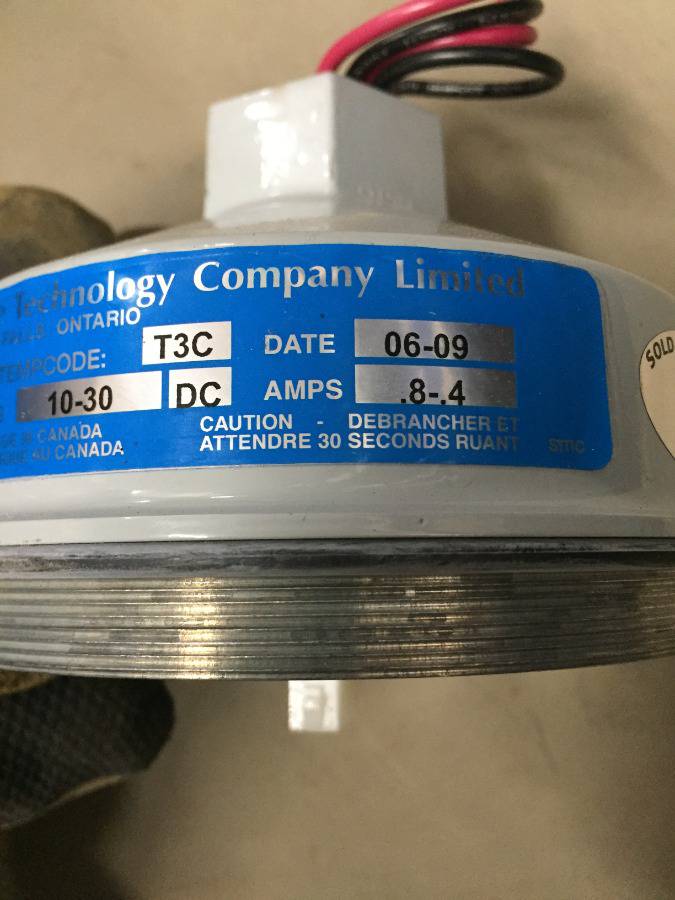 Technology Company Limited
ONTARIO
TEMPCODE: T3C DATE 06-09
10-30 DC AMPS .8-.4
CANADA CAUTION - DEBRANCHER ET
AU CANADA ATTENDRE 30 SECONDS RUANT
SOLD